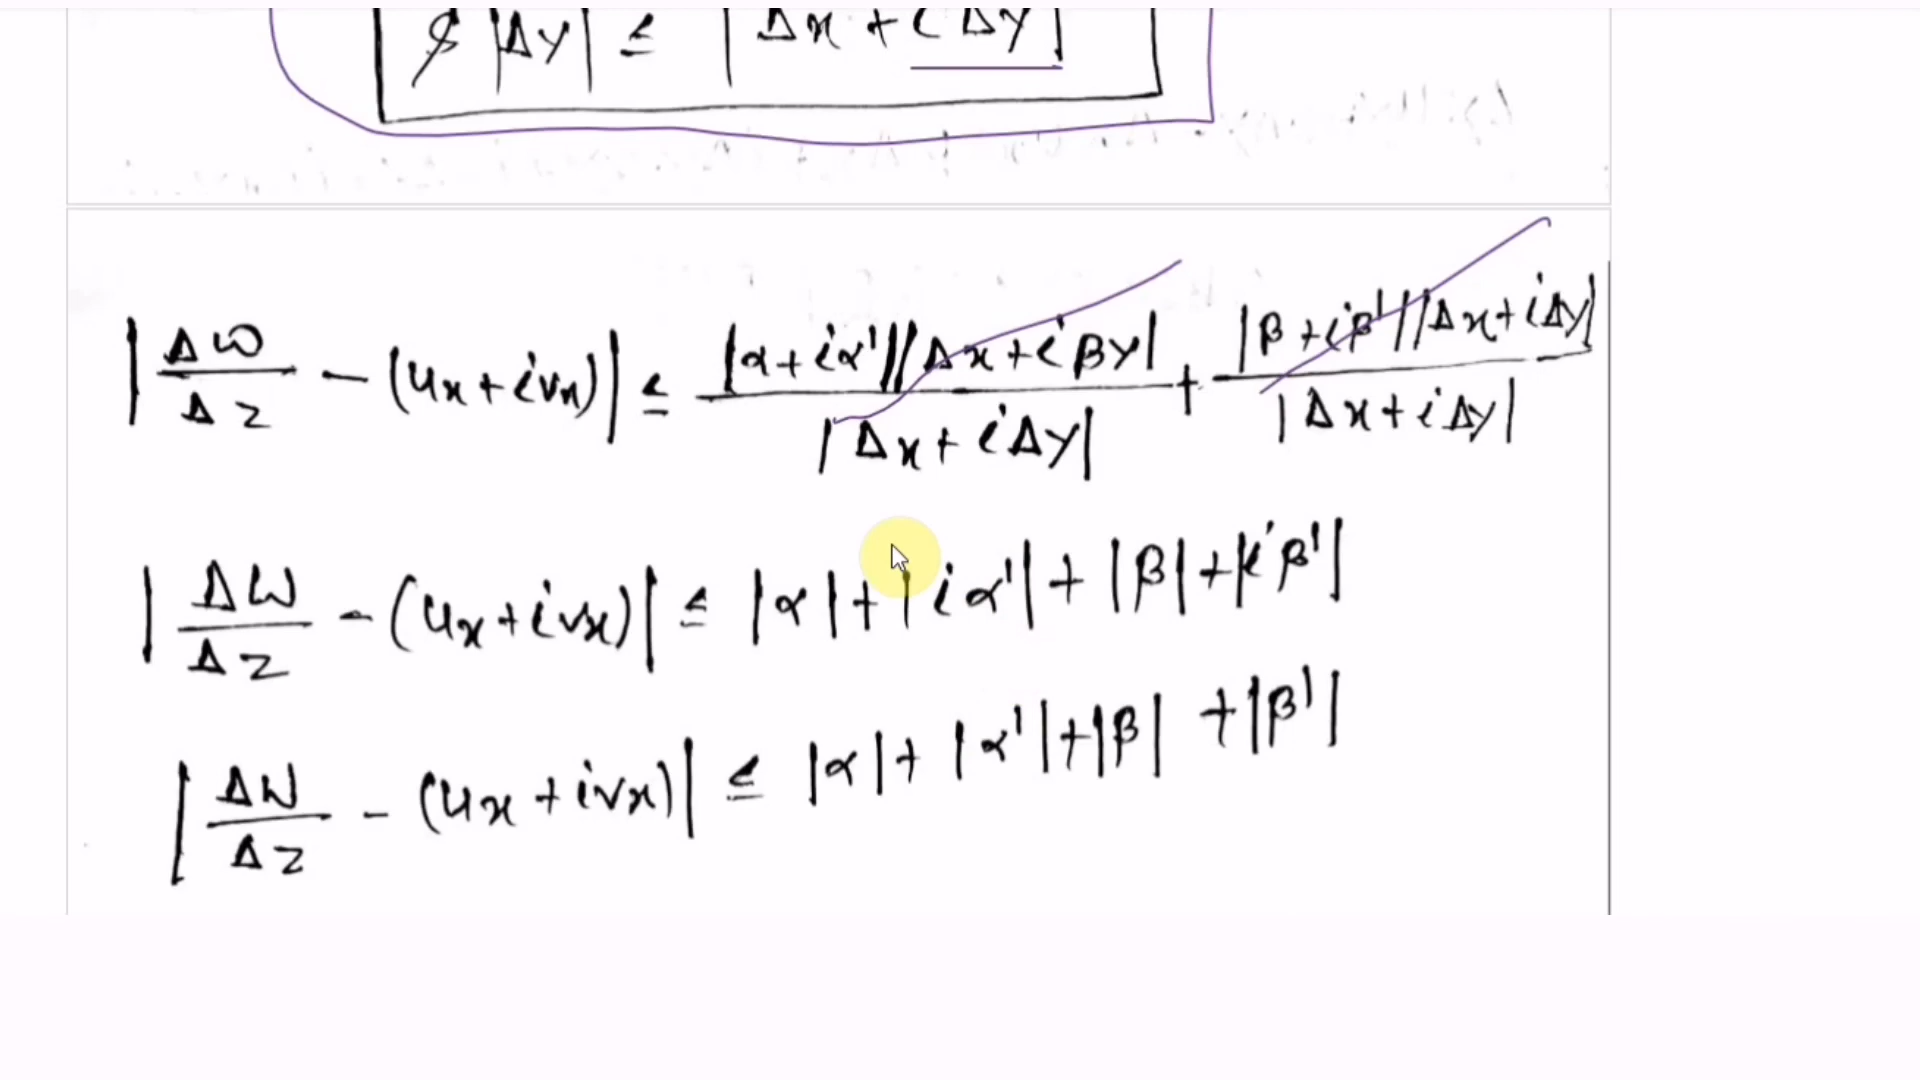 & |Δy| ≤ |Δx + iΔy|
|Δω/Δz − (ux + ivx)| ≤ |α + iα'||Δx + iβy| / |Δx + iΔy| + |β + iβ'||Δx + iΔy| / |Δx + iΔy|
|ΔW/Δz − (ux + ivx)| ≤ |α| + |iα'| + |β| + |iβ'|
|ΔW/Δz − (ux + ivx)| ≤ |α| + |α'| + |β| + |β'|